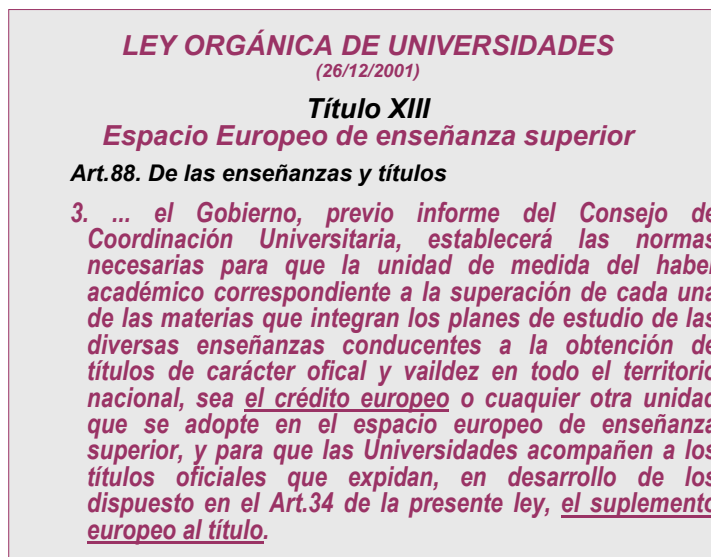 LEY ORGÁNICA DE UNIVERSIDADES
(26/12/2001)
Título XIII
Espacio Europeo de enseñanza superior
Art.88. De las enseñanzas y títulos
3. ... el Gobierno, previo informe del Consejo de
Coordinación Universitaria, establecerá las normas
necesarias para que la unidad de medida del haber
académico correspondiente a la superación de cada una
de las materias que integran los planes de estudio de las
diversas enseñanzas conducentes a la obtención de
títulos de carácter ofical y vaildez en todo el territorio
nacional, sea el crédito europeo o cuaquier otra unidad
que se adopte en el espacio europeo de enseñanza
superior, y para que las Universidades acompañen a los
títulos oficiales que expidan, en desarrollo de los
dispuesto en el Art.34 de la presente ley, el suplemento
europeo al título.